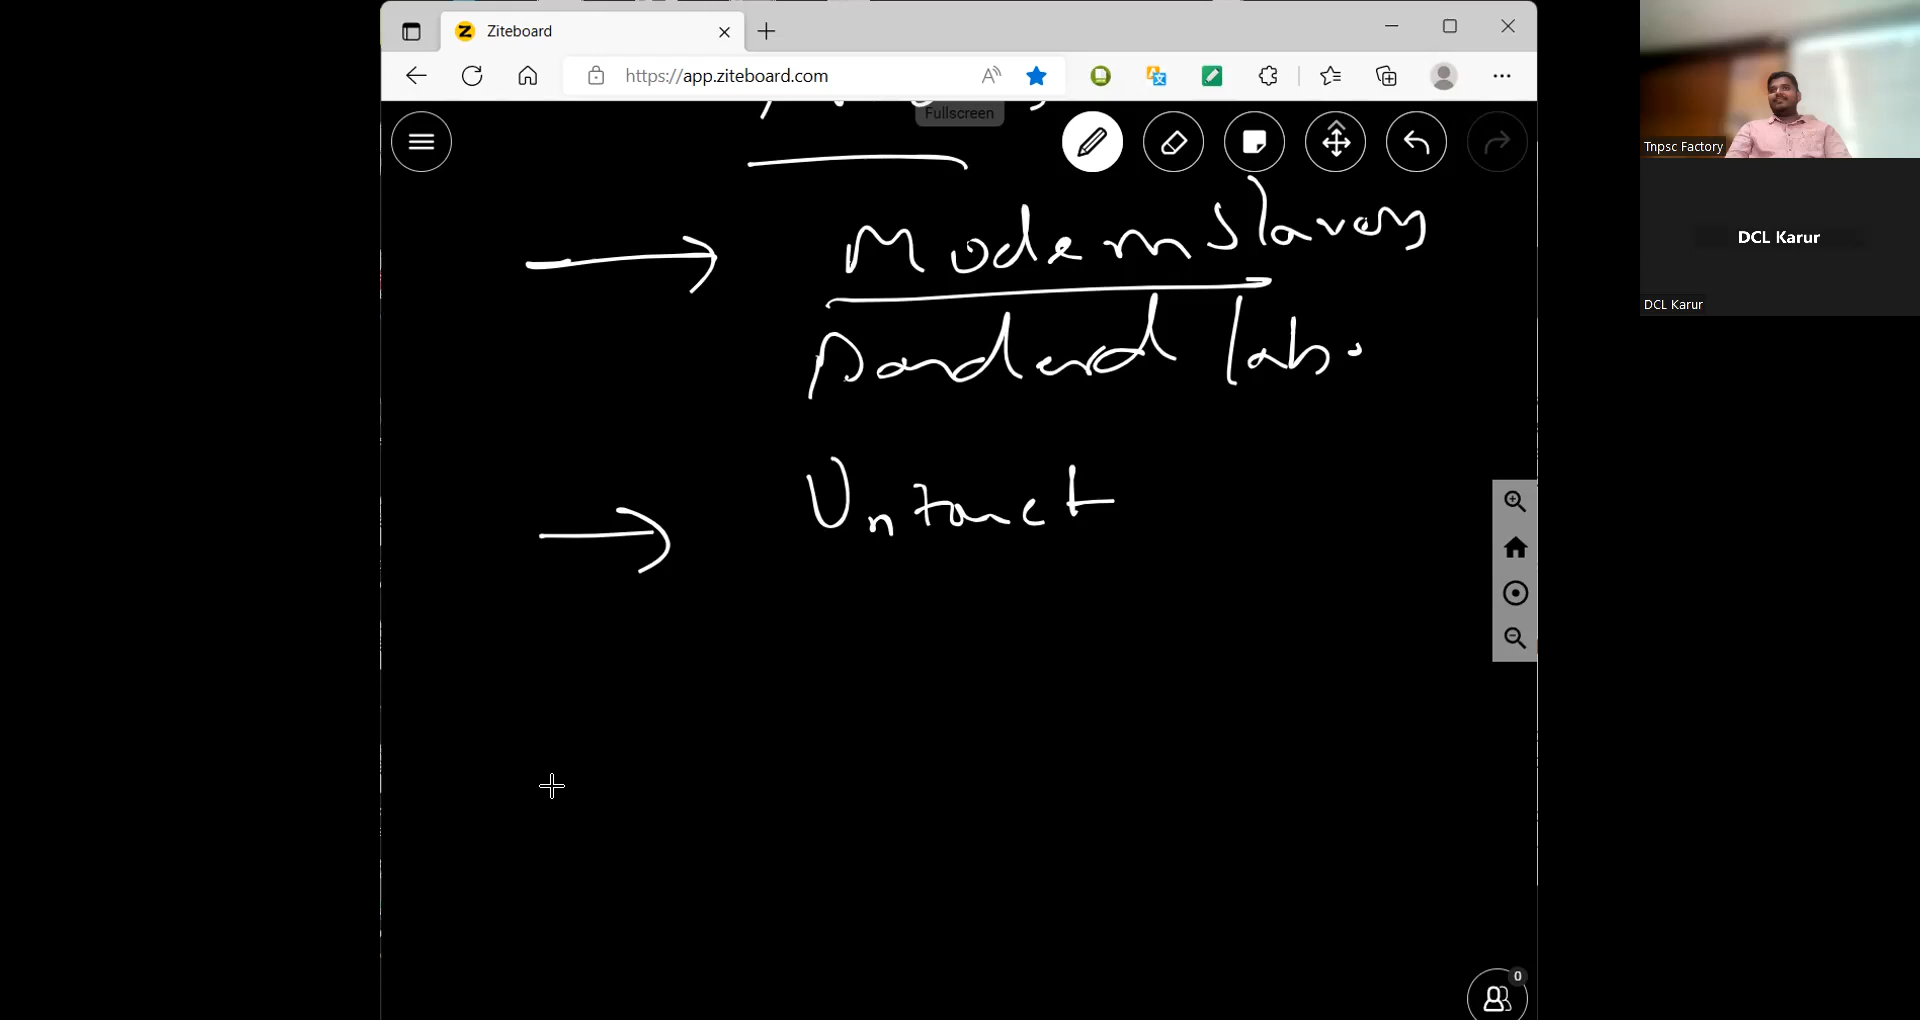 Ziteboard
https://app.ziteboard.com
Fullscreen
Modern Slavery
bonded lab.
Untouct
0
Tnpsc Factory
DCL Karur
DCL Karur